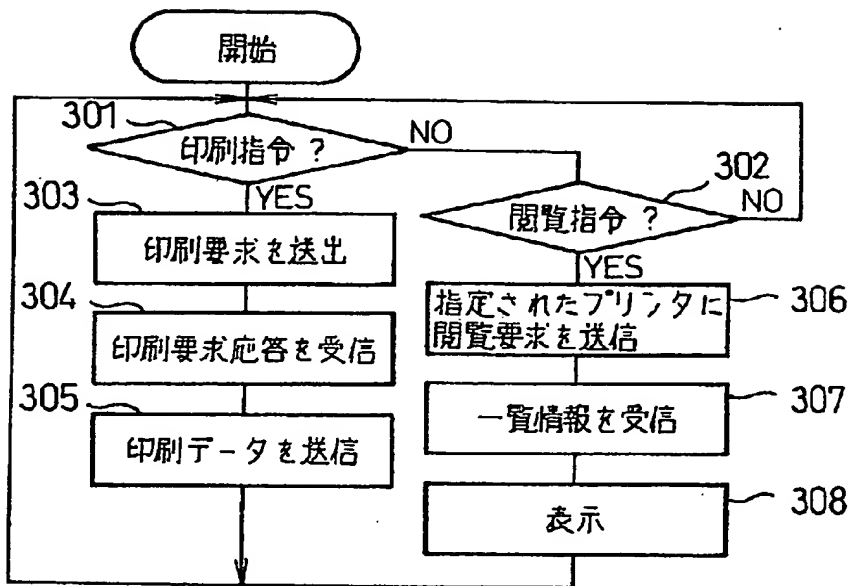 開始
301
印刷指令?
NO
302
YES
閲覧指令?
NO
303
印刷要求を送出
YES
304
指定されたプリンタに
閲覧要求を送信
306
印刷要求応答を受信
305
一覧情報を受信
307
印刷データを送信
表示
308